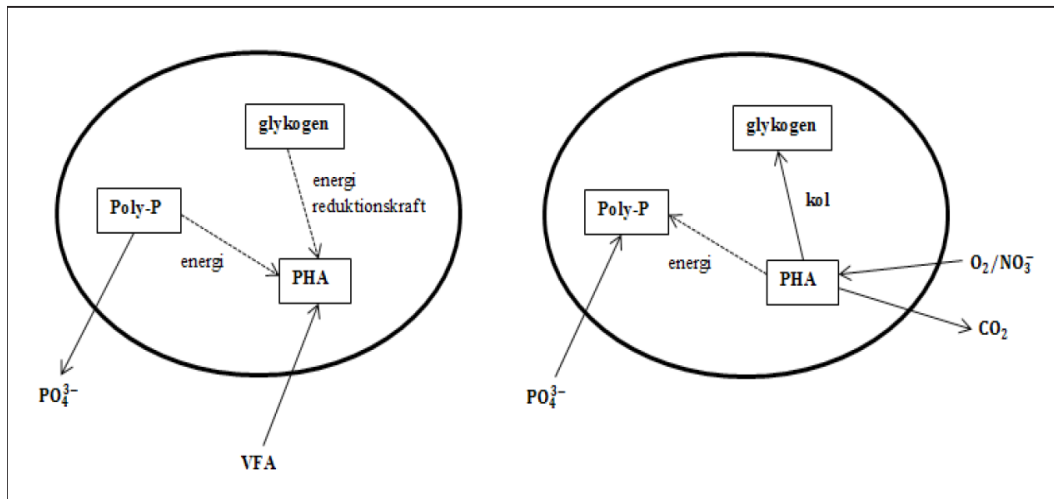 glykogen
energi
reduktionskraft
Poly-P
energi
PHA
PO₄³⁻
VFA
glykogen
Poly-P
kol
energi
PHA
O₂/NO₃⁻
CO₂
PO₄³⁻